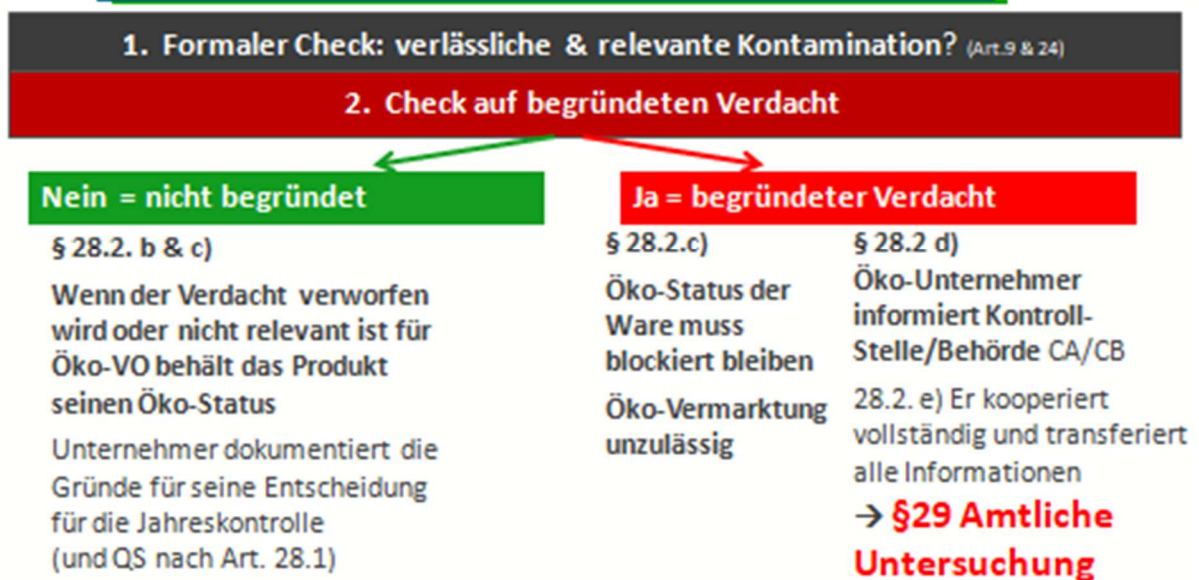 1. Formaler Check: verlässliche & relevante Kontamination? (Art.9 & 24)
2. Check auf begründeten Verdacht
Nein = nicht begründet
§ 28.2. b & c)
Wenn der Verdacht verworfen
wird oder nicht relevant ist für
Öko-VO behält das Produkt
seinen Öko-Status
Unternehmer dokumentiert die
Gründe für seine Entscheidung
für die Jahreskontrolle
(und QS nach Art. 28.1)
Ja = begründeter Verdacht
§ 28.2.c)
Öko-Status der
Ware muss
blockiert bleiben
Öko-Vermarktung
unzulässig
§ 28.2 d)
Öko-Unternehmer
informiert Kontroll-
Stelle/Behörde CA/CB
28.2. e) Er kooperiert
vollständig und transferiert
alle Informationen
→ §29 Amtliche
Untersuchung